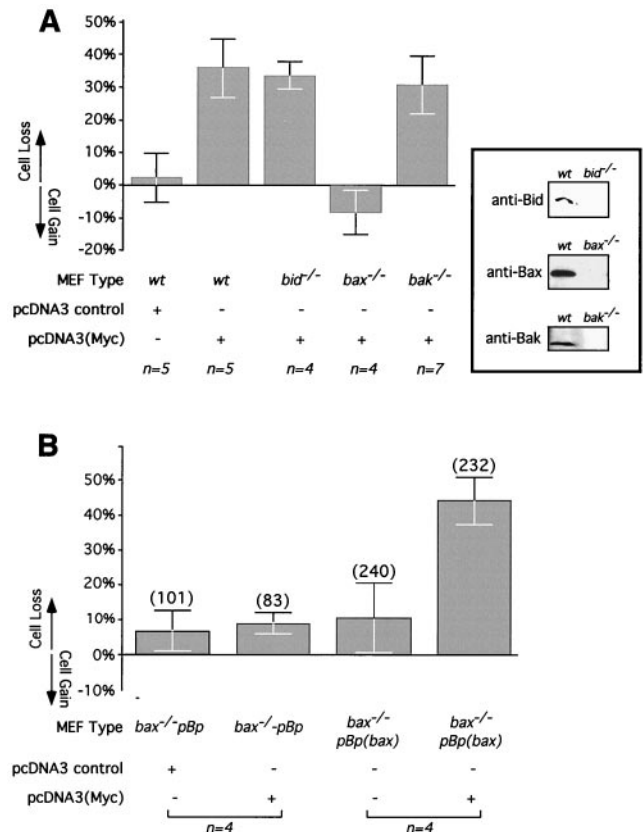 A
50%
40%
30%
20%
10%
0%
-10%
-20%
Cell Loss
Cell Gain
MEF Type wt wt bid-/- bax-/- bak-/-
pcDNA3 control + - - - -
pcDNA3(Myc) - + + + +
n=5 n=5 n=4 n=4 n=7
wt bid-/-
anti-Bid
wt bax-/-
anti-Bax
wt bak-/-
anti-Bak
B
50%
40%
30%
20%
10%
0%
-10%
Cell Loss
Cell Gain
(101) (83) (240) (232)
MEF Type bax-/-pBp bax-/-pBp bax-/- pBp(bax) bax-/- pBp(bax)
pcDNA3 control + - - -
pcDNA3(Myc) - + - +
n=4 n=4